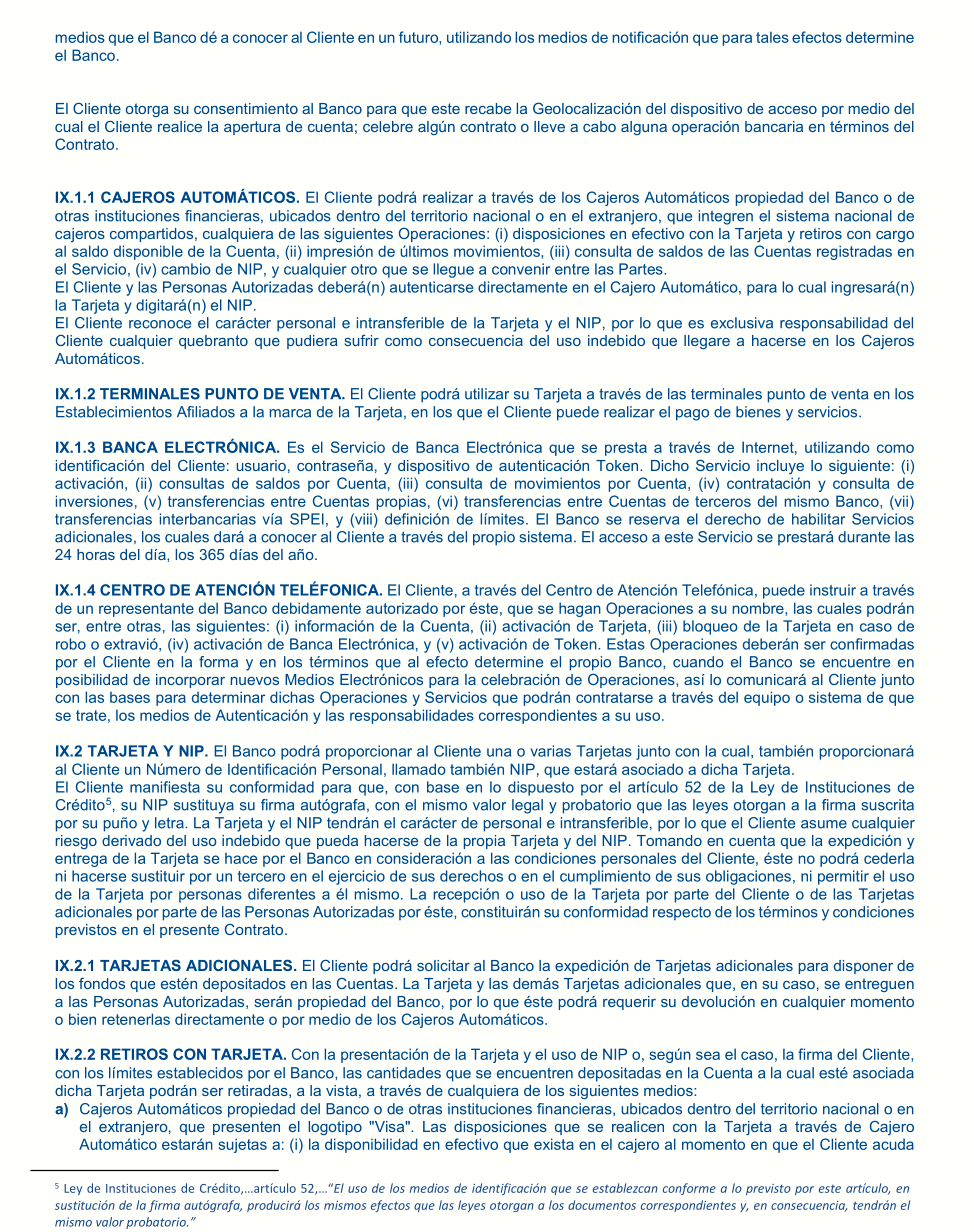 medios que el Banco dé a conocer al Cliente en un futuro, utilizando los medios de notificación que para tales efectos determine
el Banco.
El Cliente otorga su consentimiento al Banco para que este recabe la Geolocalización del dispositivo de acceso por medio del
cual el Cliente realice la apertura de cuenta; celebre algún contrato o lleve a cabo alguna operación bancaria en términos del
Contrato.
IX.1.1 CAJEROS AUTOMÁTICOS. El Cliente podrá realizar a través de los Cajeros Automáticos propiedad del Banco o de
otras instituciones financieras, ubicados dentro del territorio nacional o en el extranjero, que integren el sistema nacional de
cajeros compartidos, cualquiera de las siguientes Operaciones: (i) disposiciones en efectivo con la Tarjeta y retiros con cargo
al saldo disponible de la Cuenta, (ii) impresión de últimos movimientos, (iii) consulta de saldos de las Cuentas registradas en
el Servicio, (iv) cambio de NIP, y cualquier otro que se llegue a convenir entre las Partes.
El Cliente y las Personas Autorizadas deberá(n) autenticarse directamente en el Cajero Automático, para lo cual ingresará(n)
la Tarjeta y digitará(n) el NIP.
El Cliente reconoce el carácter personal e intransferible de la Tarjeta y el NIP, por lo que es exclusiva responsabilidad del
Cliente cualquier quebranto que pudiera sufrir como consecuencia del uso indebido que llegare a hacerse en los Cajeros
Automáticos.
IX.1.2 TERMINALES PUNTO DE VENTA. El Cliente podrá utilizar su Tarjeta a través de las terminales punto de venta en los
Establecimientos Afiliados a la marca de la Tarjeta, en los que el Cliente puede realizar el pago de bienes y servicios.
IX.1.3 BANCA ELECTRÓNICA. Es el Servicio de Banca Electrónica que se presta a través de Internet, utilizando como
identificación del Cliente: usuario, contraseña, y dispositivo de autenticación Token. Dicho Servicio incluye lo siguiente: (i)
activación, (ii) consultas de saldos por Cuenta, (iii) consulta de movimientos por Cuenta, (iv) contratación y consulta de
inversiones, (v) transferencias entre Cuentas propias, (vi) transferencias entre Cuentas de terceros del mismo Banco, (vii)
transferencias interbancarias vía SPEI, y (viii) definición de límites. El Banco se reserva el derecho de habilitar Servicios
adicionales, los cuales dará a conocer al Cliente a través del propio sistema. El acceso a este Servicio se prestará durante las
24 horas del día, los 365 días del año.
IX.1.4 CENTRO DE ATENCIÓN TELÉFONICA. El Cliente, a través del Centro de Atención Telefónica, puede instruir a través
de un representante del Banco debidamente autorizado por éste, que se hagan Operaciones a su nombre, las cuales podrán
ser, entre otras, las siguientes: (i) información de la Cuenta, (ii) activación de Tarjeta, (iii) bloqueo de la Tarjeta en caso de
robo o extravió, (iv) activación de Banca Electrónica, y (v) activación de Token. Estas Operaciones deberán ser confirmadas
por el Cliente en la forma y en los términos que al efecto determine el propio Banco, cuando el Banco se encuentre en
posibilidad de incorporar nuevos Medios Electrónicos para la celebración de Operaciones, así lo comunicará al Cliente junto
con las bases para determinar dichas Operaciones y Servicios que podrán contratarse a través del equipo o sistema de que
se trate, los medios de Autenticación y las responsabilidades correspondientes a su uso.
IX.2 TARJETA Y NIP. El Banco podrá proporcionar al Cliente una o varias Tarjetas junto con la cual, también proporcionará
al Cliente un Número de Identificación Personal, llamado también NIP, que estará asociado a dicha Tarjeta.
El Cliente manifiesta su conformidad para que, con base en lo dispuesto por el artículo 52 de la Ley de Instituciones de
Crédito⁵, su NIP sustituya su firma autógrafa, con el mismo valor legal y probatorio que las leyes otorgan a la firma suscrita
por su puño y letra. La Tarjeta y el NIP tendrán el carácter de personal e intransferible, por lo que el Cliente asume cualquier
riesgo derivado del uso indebido que pueda hacerse de la propia Tarjeta y del NIP. Tomando en cuenta que la expedición y
entrega de la Tarjeta se hace por el Banco en consideración a las condiciones personales del Cliente, éste no podrá cederla
ni hacerse sustituir por un tercero en el ejercicio de sus derechos o en el cumplimiento de sus obligaciones, ni permitir el uso
de la Tarjeta por personas diferentes a él mismo. La recepción o uso de la Tarjeta por parte del Cliente o de las Tarjetas
adicionales por parte de las Personas Autorizadas por éste, constituirán su conformidad respecto de los términos y condiciones
previstos en el presente Contrato.
IX.2.1 TARJETAS ADICIONALES. El Cliente podrá solicitar al Banco la expedición de Tarjetas adicionales para disponer de
los fondos que estén depositados en las Cuentas. La Tarjeta y las demás Tarjetas adicionales que, en su caso, se entreguen
a las Personas Autorizadas, serán propiedad del Banco, por lo que éste podrá requerir su devolución en cualquier momento
o bien retenerlas directamente o por medio de los Cajeros Automáticos.
IX.2.2 RETIROS CON TARJETA. Con la presentación de la Tarjeta y el uso de NIP o, según sea el caso, la firma del Cliente,
con los límites establecidos por el Banco, las cantidades que se encuentren depositadas en la Cuenta a la cual esté asociada
dicha Tarjeta podrán ser retiradas, a la vista, a través de cualquiera de los siguientes medios:
a) Cajeros Automáticos propiedad del Banco o de otras instituciones financieras, ubicados dentro del territorio nacional o en
el extranjero, que presenten el logotipo "Visa". Las disposiciones que se realicen con la Tarjeta a través de Cajero
Automático estarán sujetas a: (i) la disponibilidad en efectivo que exista en el cajero al momento en que el Cliente acuda
⁵ Ley de Instituciones de Crédito,…artículo 52,…“El uso de los medios de identificación que se establezcan conforme a lo previsto por este artículo, en
sustitución de la firma autógrafa, producirá los mismos efectos que las leyes otorgan a los documentos correspondientes y, en consecuencia, tendrán el
mismo valor probatorio.”